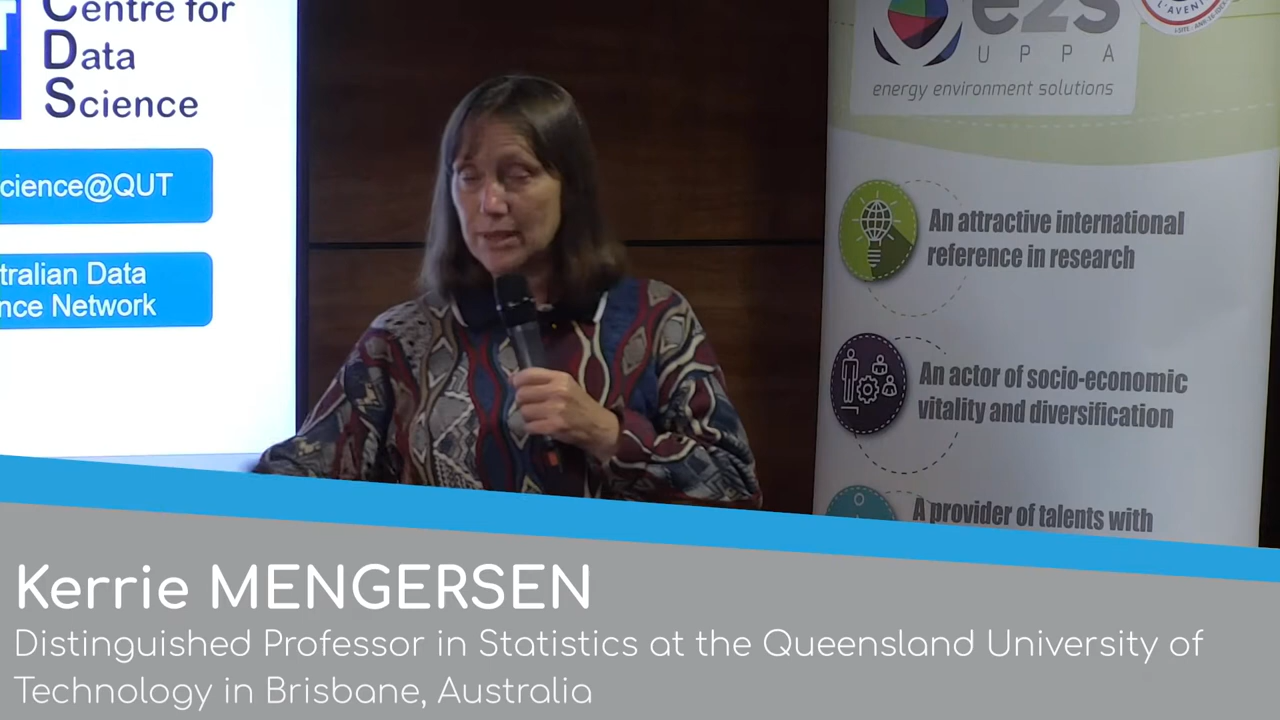 Centre for
Data
Science
cience@QUT
tralian Data
nce Network
e2s
UPPA
energy environment solutions
L'AVENI
An attractive international
reference in research
An actor of socio-economic
vitality and diversification
A provider of talents with
Kerrie MENGERSEN
Distinguished Professor in Statistics at the Queensland University of
Technology in Brisbane, Australia